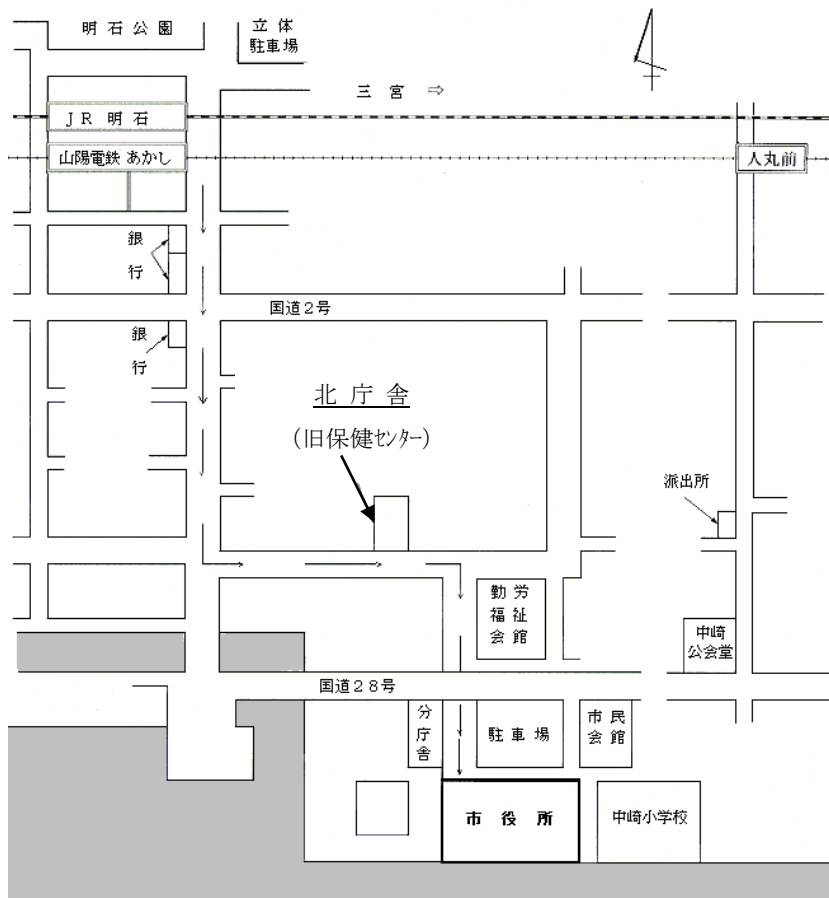 明石公園
立体
駐車場
三宮 ⇒
JR 明石
山陽電鉄 あかし
人丸前
銀
行
国道2号
銀
行
北庁舎
(旧保健センター)
派出所
勤労
福祉
会館
中崎
公会堂
国道28号
分
庁
舎
駐車場
市民
会館
市役所
中崎小学校